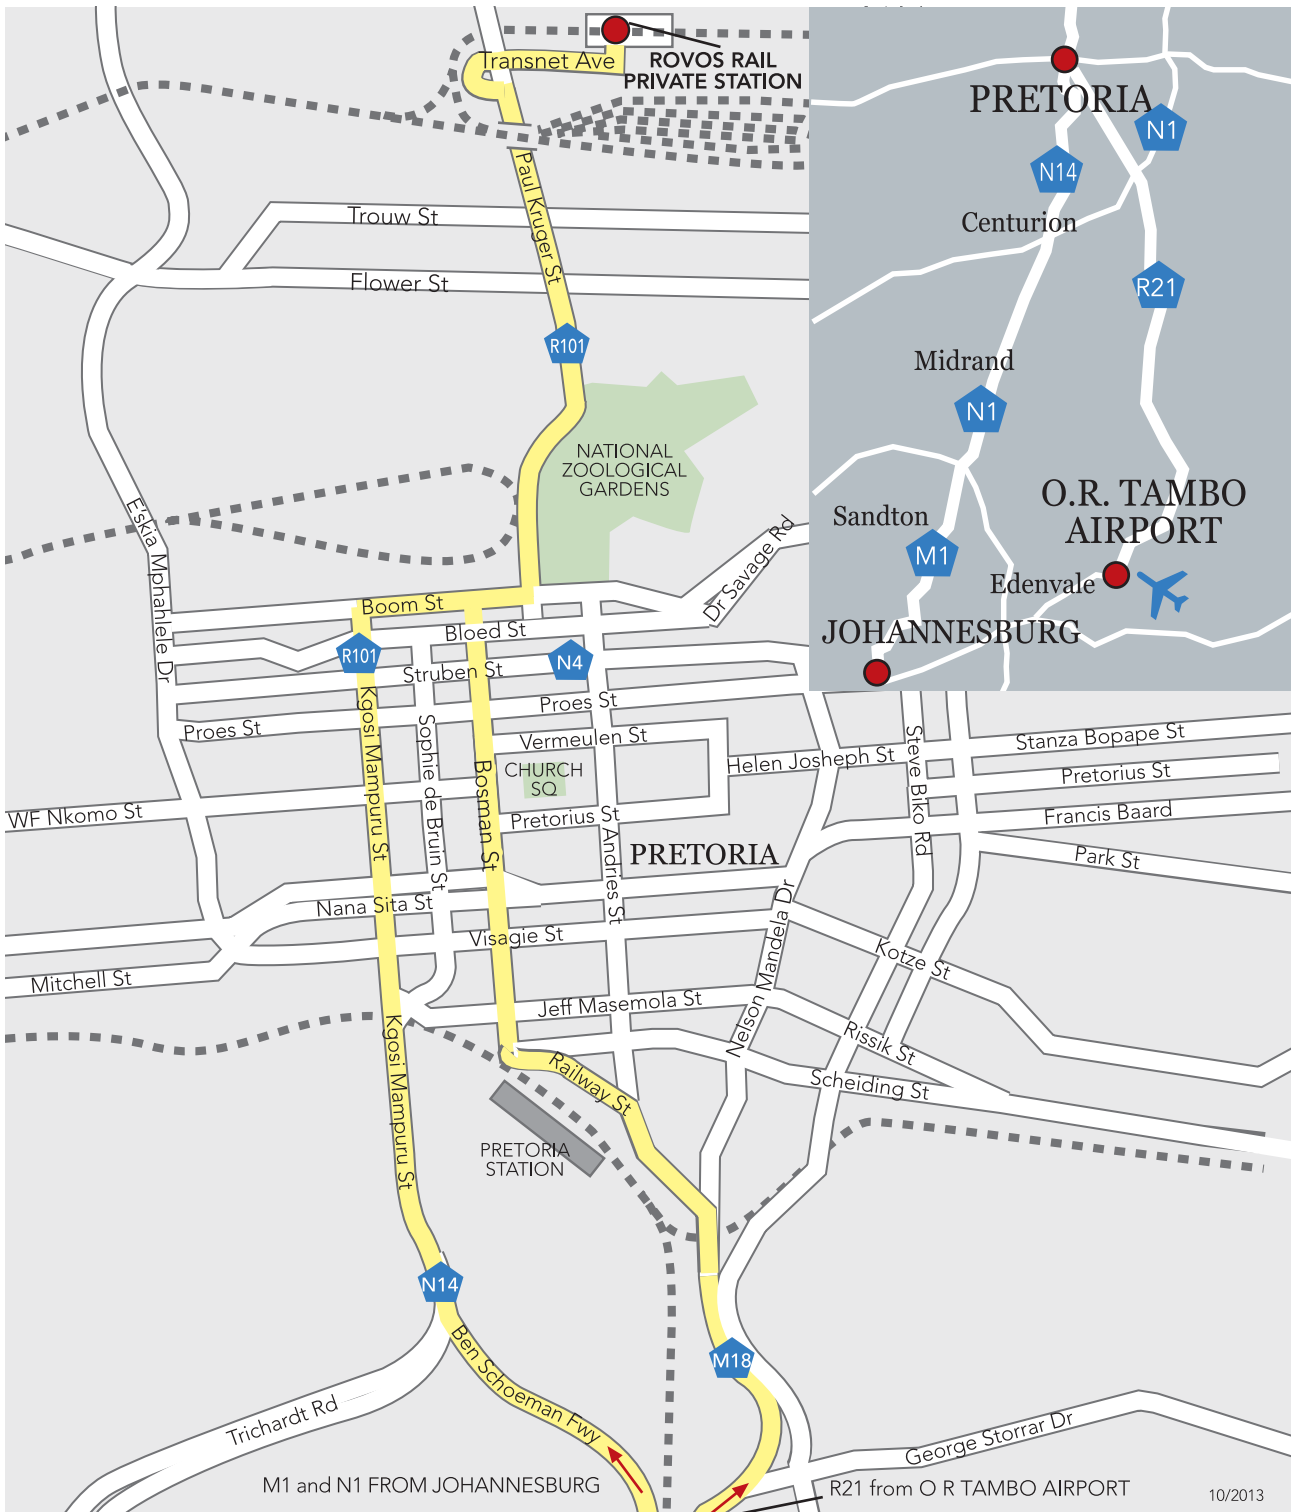 Transnet Ave
ROVOS RAIL
PRIVATE STATION
Paul Kruger St
Trouw St
Flower St
R101
NATIONAL
ZOOLOGICAL
GARDENS
E'skia Mphahlele Dr
Dr Savage Rd
Boom St
Bloed St
R101
N4
Struben St
Proes St
Proes St
Kgosi Mampuru St
Sophie de Bruin St
Bosman St
Vermeulen St
CHURCH
SQ
Helen Josheph St
Steve Biko Rd
Stanza Bopape St
Pretorius St
Francis Baard
Park St
WF Nkomo St
Pretorius St
Andries St
PRETORIA
Nana Sita St
Visagie St
Nelson Mandela Dr
Kotze St
Mitchell St
Jeff Masemola St
Rissik St
Scheiding St
Kgosi Mampuru St
Railway St
PRETORIA
STATION
N14
M18
Ben Schoeman Fwy
Trichardt Rd
George Storrar Dr
M1 and N1 FROM JOHANNESBURG
R21 from O R TAMBO AIRPORT
10/2013
PRETORIA
N1
N14
Centurion
R21
Midrand
N1
O.R. TAMBO
AIRPORT
Sandton
M1
Edenvale
JOHANNESBURG